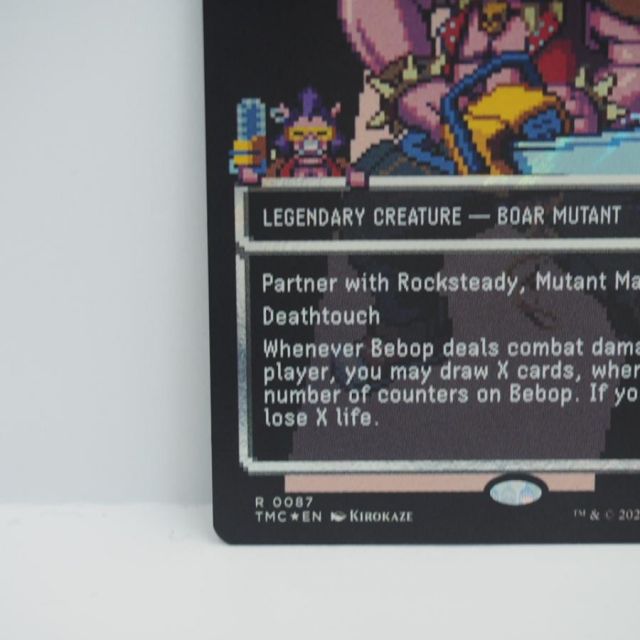 LEGENDARY CREATURE — BOAR MUTANT
Partner with Rocksteady, Mutant Ma
Deathtouch
Whenever Bebop deals combat dama
player, you may draw X cards, wher
number of counters on Bebop. If yo
lose X life.
R 0087
TMC★EN KIROKAZE
™ & © 202